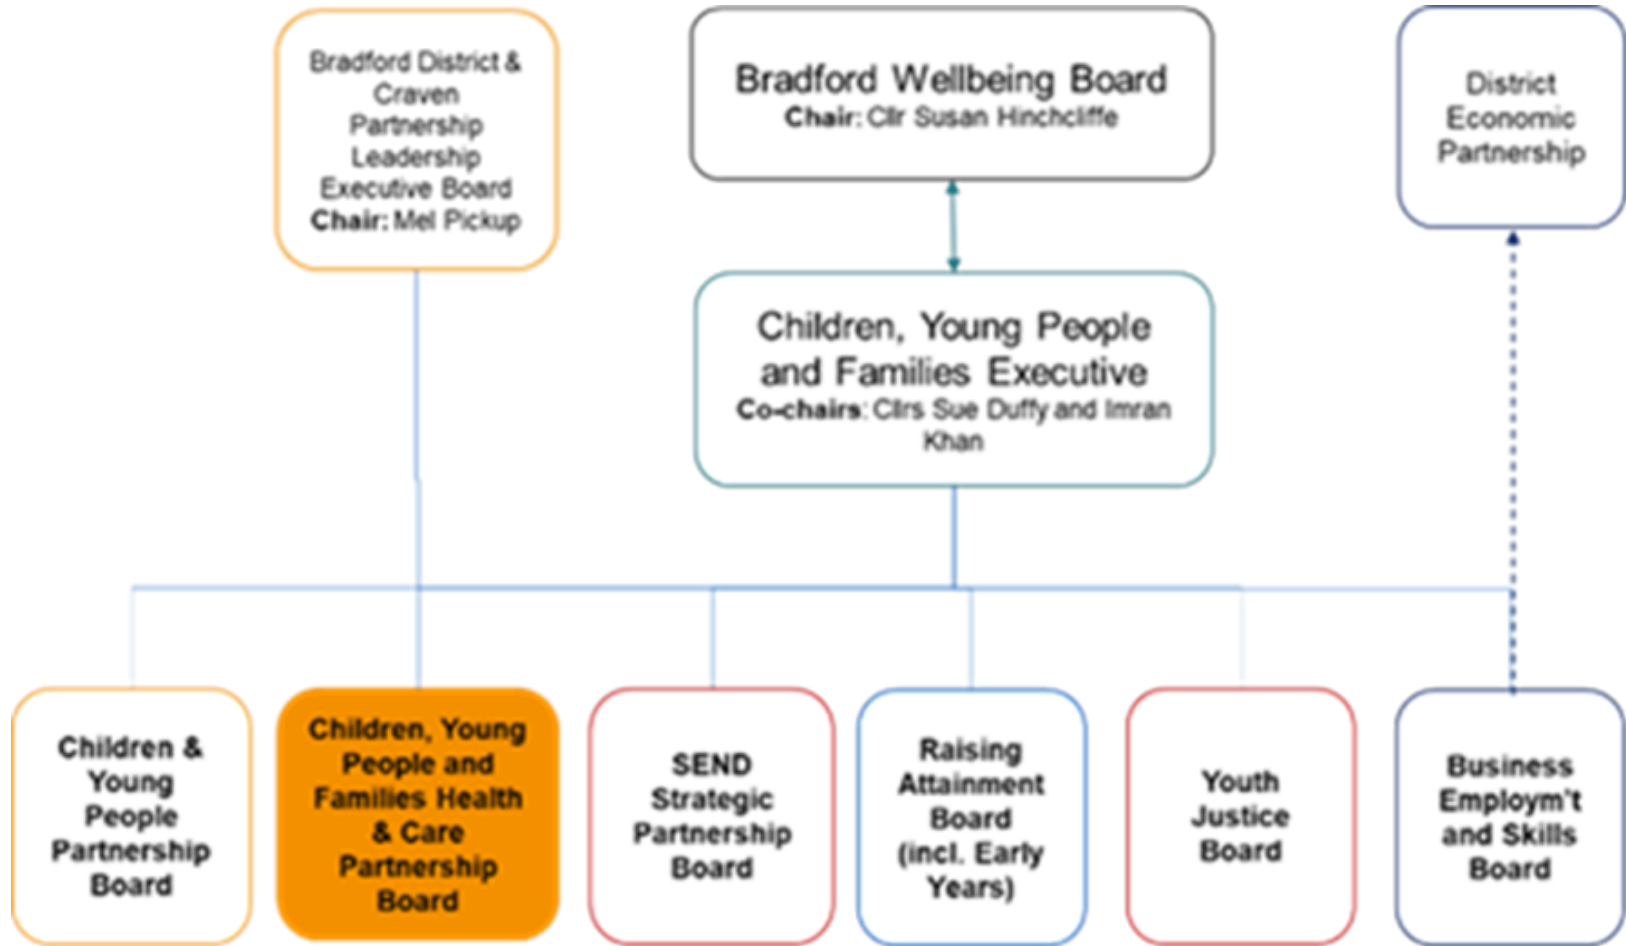 Bradford District &
Craven
Partnership
Leadership
Executive Board
Chair: Mel Pickup
Bradford Wellbeing Board
Chair: Cllr Susan Hinchcliffe
District
Economic
Partnership
Children, Young People
and Families Executive
Co-chairs: Cllrs Sue Duffy and Imran
Khan
Children &
Young
People
Partnership
Board
Children, Young
People and
Families Health
& Care
Partnership
Board
SEND
Strategic
Partnership
Board
Raising
Attainment
Board
(incl. Early
Years)
Youth
Justice
Board
Business
Employm't
and Skills
Board